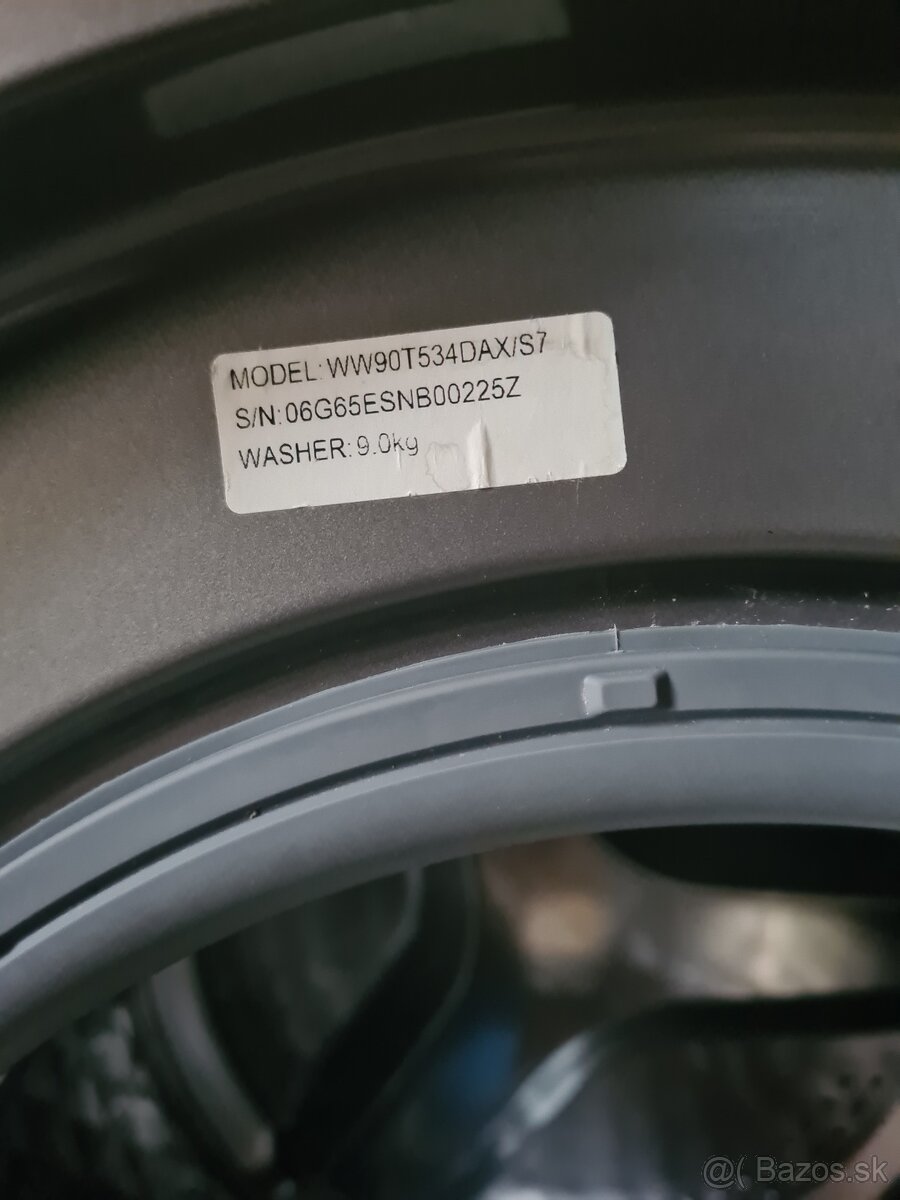 MODEL: WW90T534DAX/S7
S/N:06G65ESNB00225Z
WASHER: 9.0kg
@( Bazos.sk